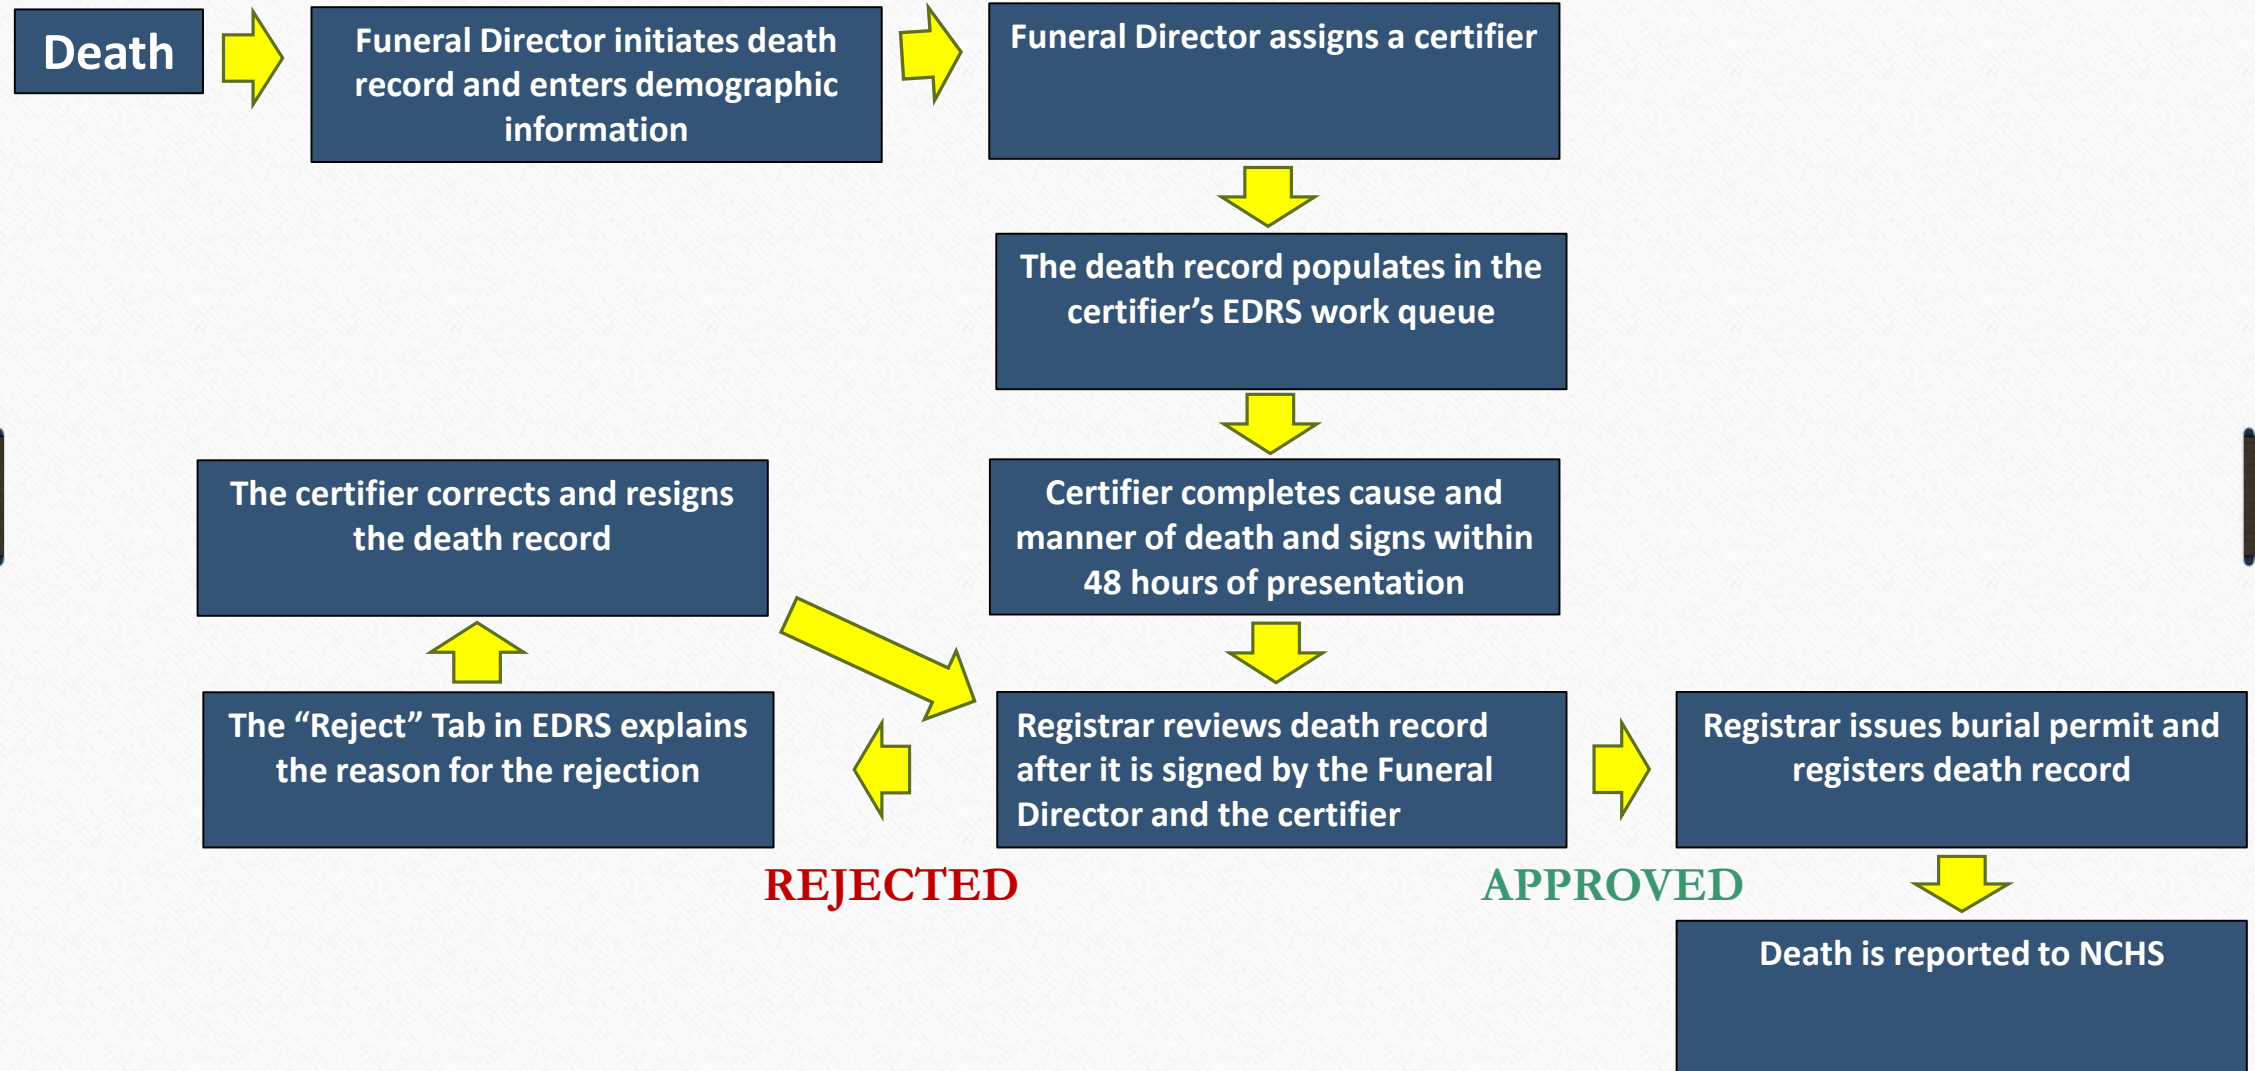 Death
Funeral Director initiates death
record and enters demographic
information
Funeral Director assigns a certifier
The death record populates in the
certifier’s EDRS work queue
Certifier completes cause and
manner of death and signs within
48 hours of presentation
The certifier corrects and resigns
the death record
The “Reject” Tab in EDRS explains
the reason for the rejection
Registrar reviews death record
after it is signed by the Funeral
Director and the certifier
Registrar issues burial permit and
registers death record
REJECTED
APPROVED
Death is reported to NCHS